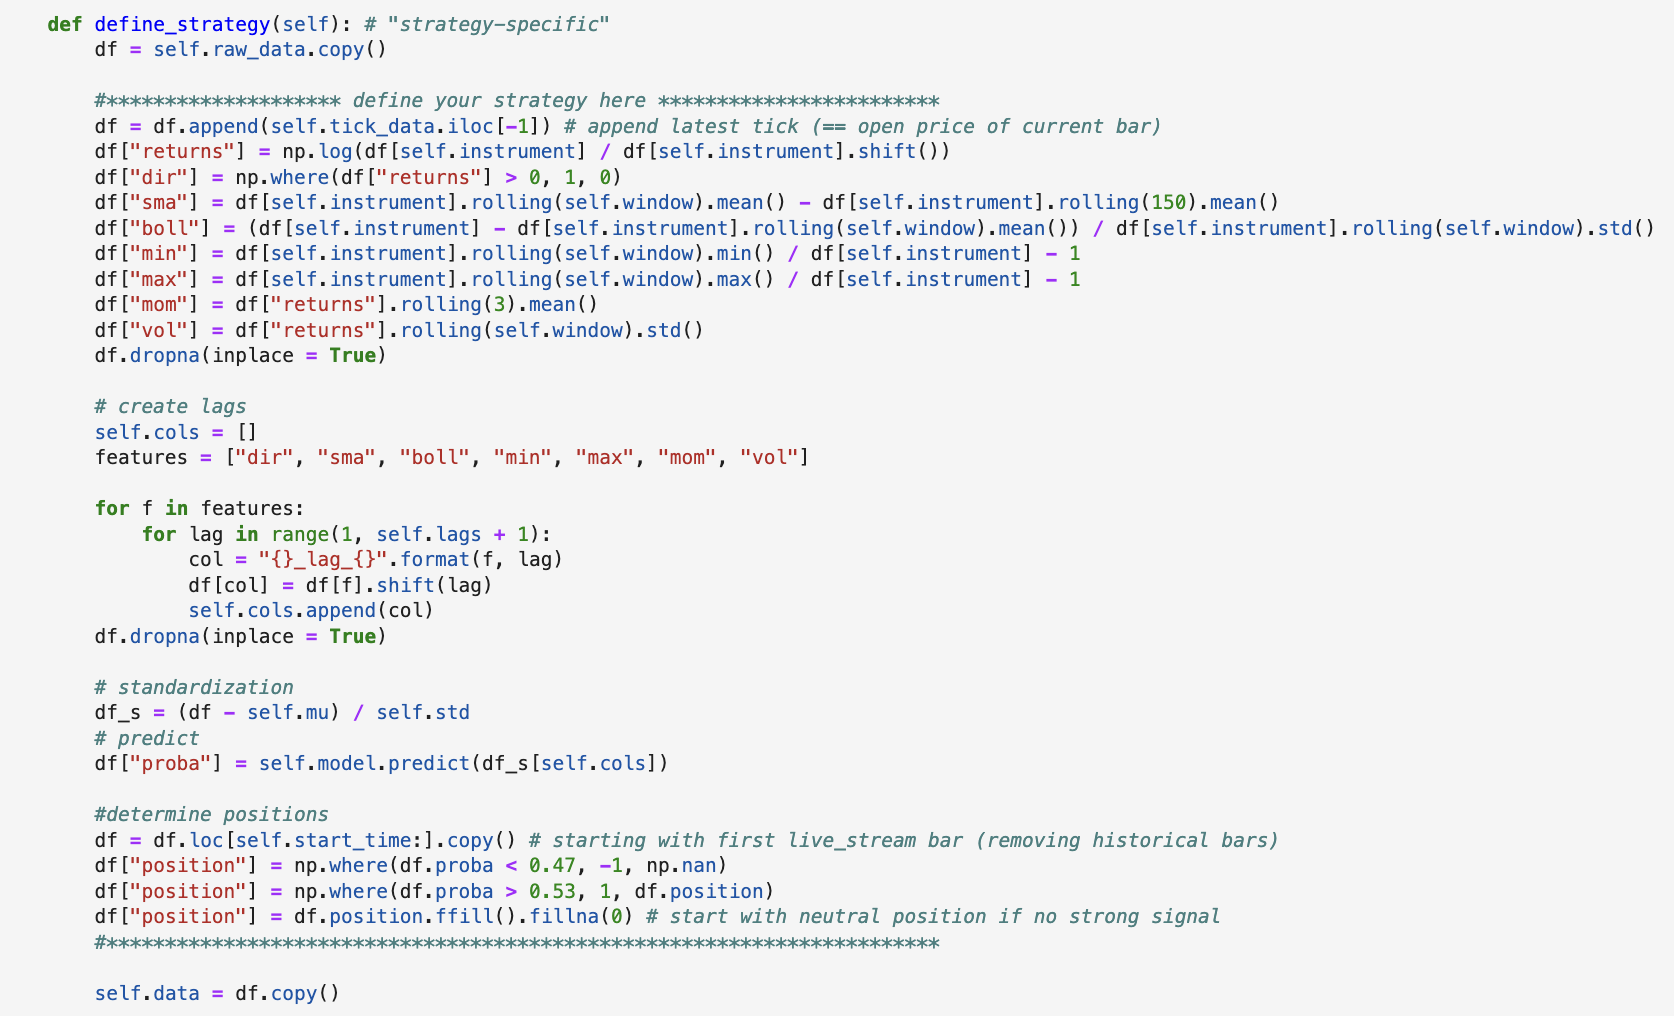 def define_strategy(self): # "strategy-specific"
    df = self.raw_data.copy()

    #******************** define your strategy here ************************
    df = df.append(self.tick_data.iloc[-1]) # append latest tick (== open price of current bar)
    df["returns"] = np.log(df[self.instrument] / df[self.instrument].shift())
    df["dir"] = np.where(df["returns"] > 0, 1, 0)
    df["sma"] = df[self.instrument].rolling(self.window).mean() - df[self.instrument].rolling(150).mean()
    df["boll"] = (df[self.instrument] - df[self.instrument].rolling(self.window).mean()) / df[self.instrument].rolling(self.window).std()
    df["min"] = df[self.instrument].rolling(self.window).min() / df[self.instrument] - 1
    df["max"] = df[self.instrument].rolling(self.window).max() / df[self.instrument] - 1
    df["mom"] = df["returns"].rolling(3).mean()
    df["vol"] = df["returns"].rolling(self.window).std()
    df.dropna(inplace = True)

    # create lags
    self.cols = []
    features = ["dir", "sma", "boll", "min", "max", "mom", "vol"]

    for f in features:
        for lag in range(1, self.lags + 1):
            col = "{}_lag_{}".format(f, lag)
            df[col] = df[f].shift(lag)
            self.cols.append(col)
    df.dropna(inplace = True)

    # standardization
    df_s = (df - self.mu) / self.std
    # predict
    df["proba"] = self.model.predict(df_s[self.cols])

    #determine positions
    df = df.loc[self.start_time:].copy() # starting with first live_stream bar (removing historical bars)
    df["position"] = np.where(df.proba < 0.47, -1, np.nan)
    df["position"] = np.where(df.proba > 0.53, 1, df.position)
    df["position"] = df.position.ffill().fillna(0) # start with neutral position if no strong signal
    #***********************************************************************

    self.data = df.copy()